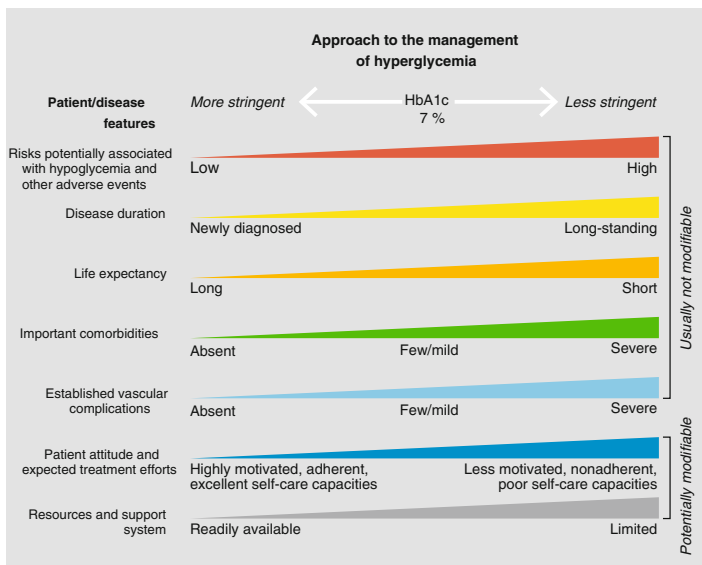 Approach to the management
of hyperglycemia
Patient/disease
features
More stringent
HbA1c
7 %
Less stringent
Risks potentially associated
with hypoglycemia and
other adverse events
Low
High
Disease duration
Newly diagnosed
Long-standing
Life expectancy
Long
Short
Important comorbidities
Absent
Few/mild
Severe
Established vascular
complications
Absent
Few/mild
Severe
Usually not modifiable
Patient attitude and
expected treatment efforts
Highly motivated, adherent,
excellent self-care capacities
Less motivated, nonadherent,
poor self-care capacities
Resources and support
system
Readily available
Limited
Potentially modifiable